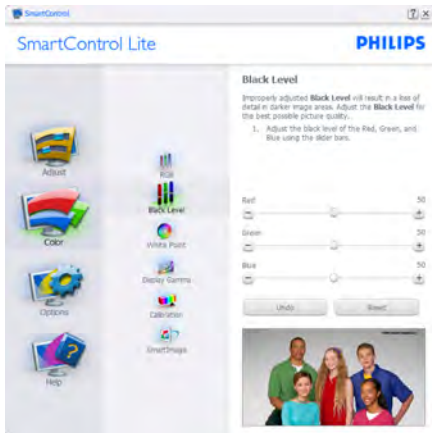 SmartControl
SmartControl Lite
PHILIPS
Adjust
Color
Options
Help
RGB
Black Level
White Point
Display Gamma
Calibration
SmartImage
Black Level
Improperly adjusted Black Level will result in a loss of
detail in darker image areas. Adjust the Black Level for
the best possible picture quality.
1. Adjust the black level of the Red, Green, and
Blue using the slider bars.
Red 50
Green 50
Blue 50
Undo Reset